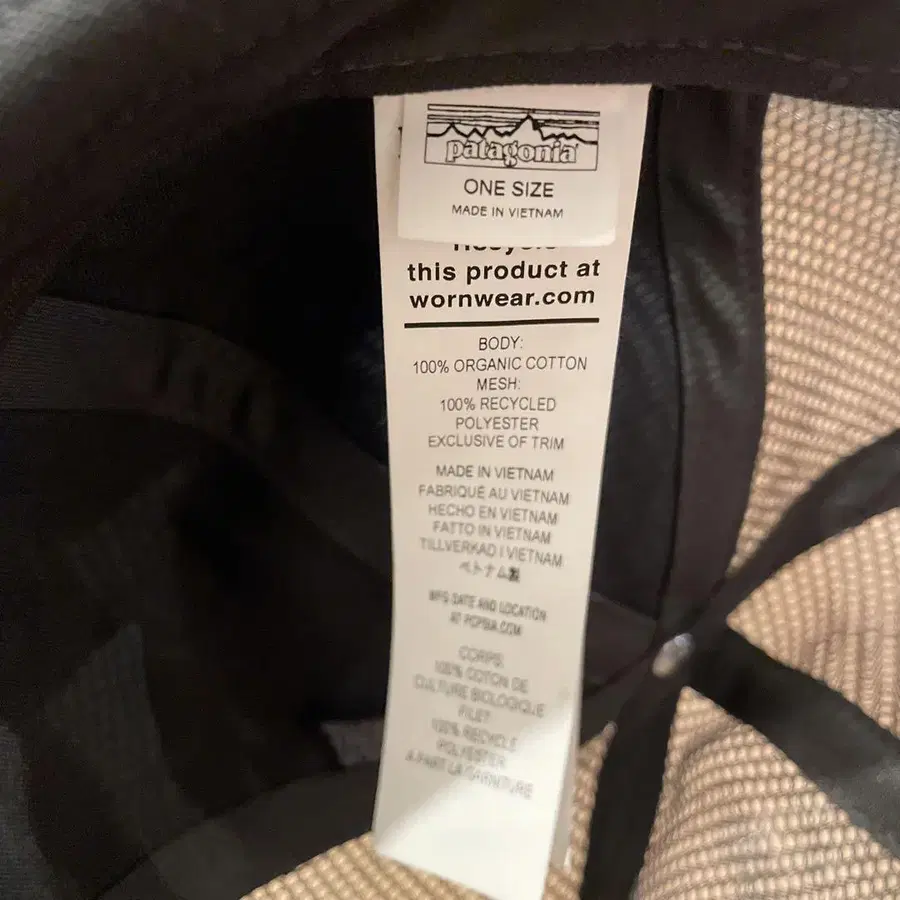 patagonia
ONE SIZE
MADE IN VIETNAM
this product at
wornwear.com
BODY:
100% ORGANIC COTTON
MESH:
100% RECYCLED
POLYESTER
EXCLUSIVE OF TRIM
MADE IN VIETNAM
FABRIQUÉ AU VIETNAM
HECHO EN VIETNAM
FATTO IN VIETNAM
TILLVERKAD I VIETNAM
ベトナム製
MFG DATE AND LOCATION
AT PCPSIA.COM
CORPS:
100% COTON DE
CULTURE BIOLOGIQUE
FILET:
100% RECYCLÉ
POLYESTER
À PART LA GARNITURE